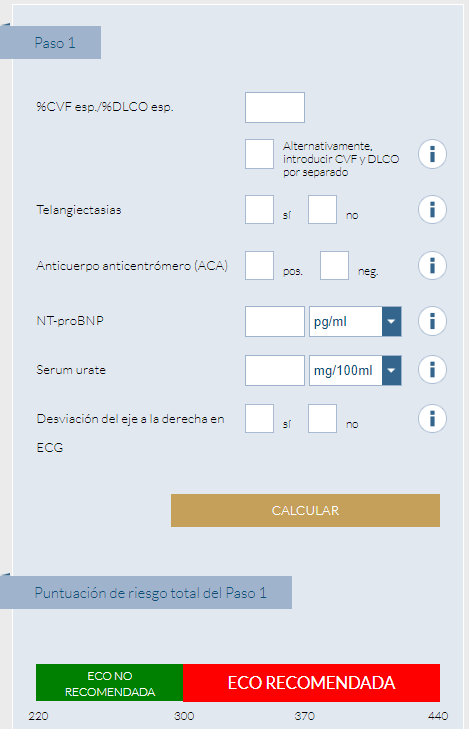 Paso 1
%CVF esp./%DLCO esp.
Alternativamente,
introducir CVF y DLCO
por separado
Telangiectasias
sí
no
Anticuerpo anticentrómero (ACA)
pos.
neg.
NT-proBNP
pg/ml
Serum urate
mg/100ml
Desviación del eje a la derecha en
ECG
sí
no
CALCULAR
Puntuación de riesgo total del Paso 1
ECO NO
RECOMENDADA
ECO RECOMENDADA
220 300 370 440